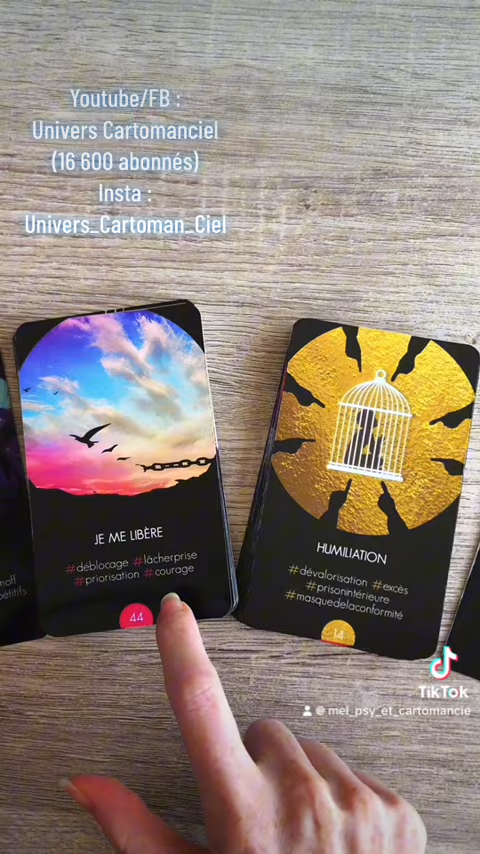 Youtube/FB :
Univers Cartomanciel
(16 600 abonnés)
Insta :
Univers_Cartoman_Ciel
JE ME LIBÈRE
#déblocage #lâcherprise
#priorisation #courage
44
HUMILIATION
#dévalorisation #excès
#prisonintérieure
#masquedelaconformité
14
TikTok
@mel_psy_et_cartomancie